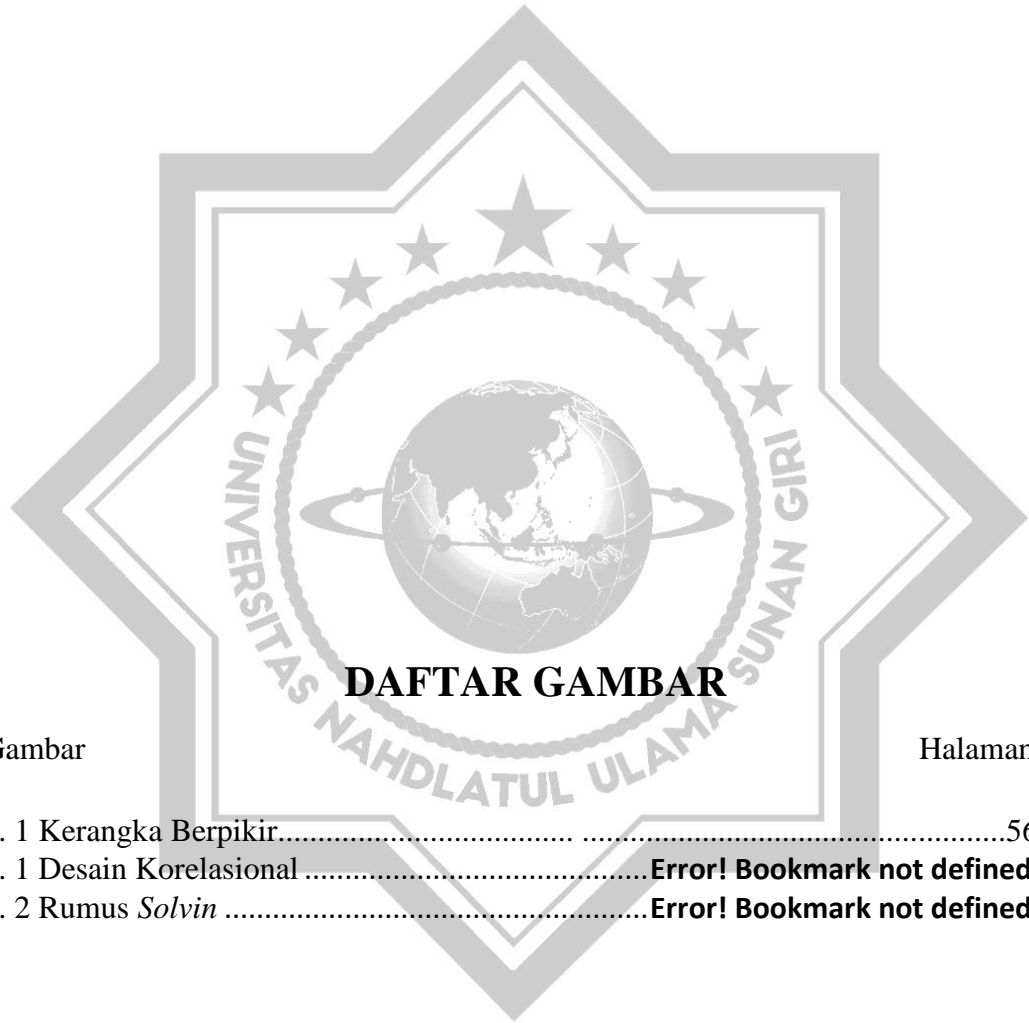 UNIVERSITAS NAHDLATUL ULAMA SUNAN GIRI
DAFTAR GAMBAR
ambar Halaman
. 1 Kerangka Berpikir.................................... ....................................................56
. 1 Desain Korelasional ..........................................Error! Bookmark not defined
. 2 Rumus Solvin ....................................................Error! Bookmark not defined